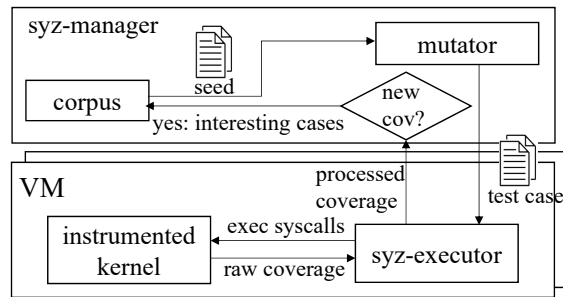 syz-manager
mutator
seed
corpus
new
cov?
yes: interesting cases
VM
processed
coverage
test case
instrumented
kernel
exec syscalls
raw coverage
syz-executor